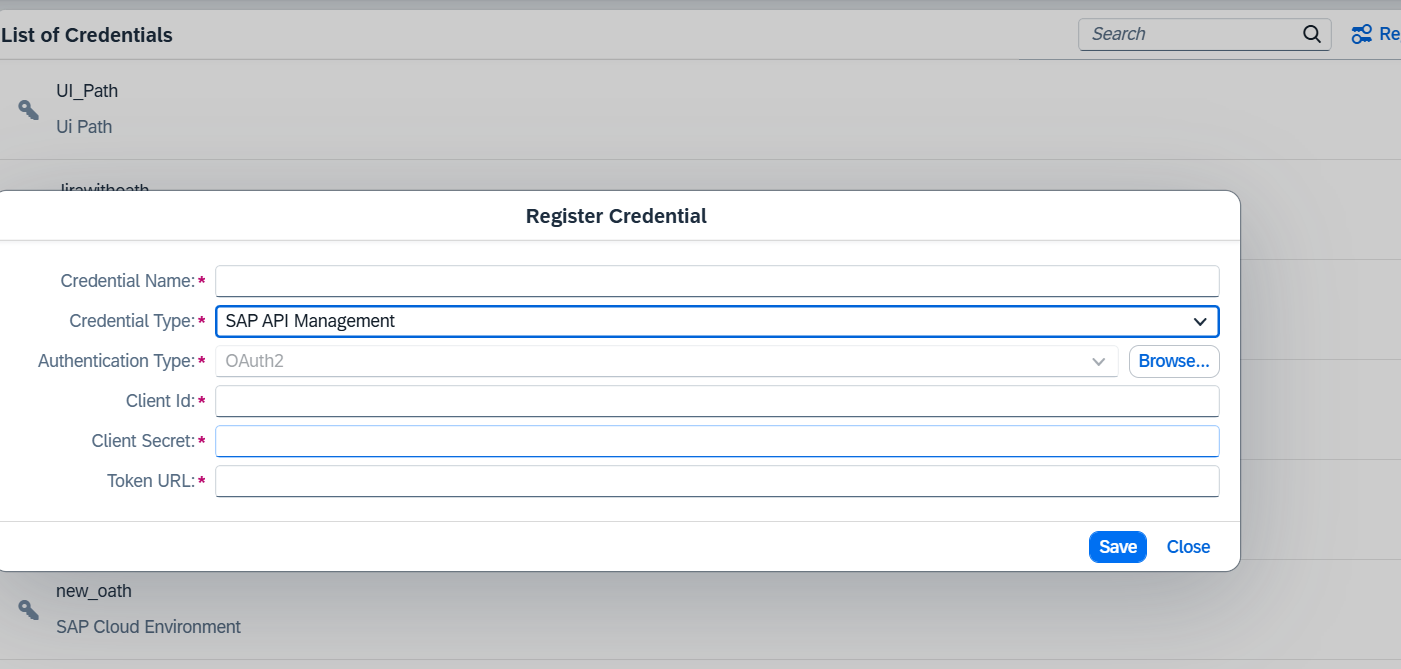 List of Credentials
Search
Re
UI_Path
Ui Path
Jirawithoath
Register Credential
Credential Name:*
Credential Type:* SAP API Management
Authentication Type:* OAuth2 Browse...
Client Id:*
Client Secret:*
Token URL:*
Save Close
new_oath
SAP Cloud Environment